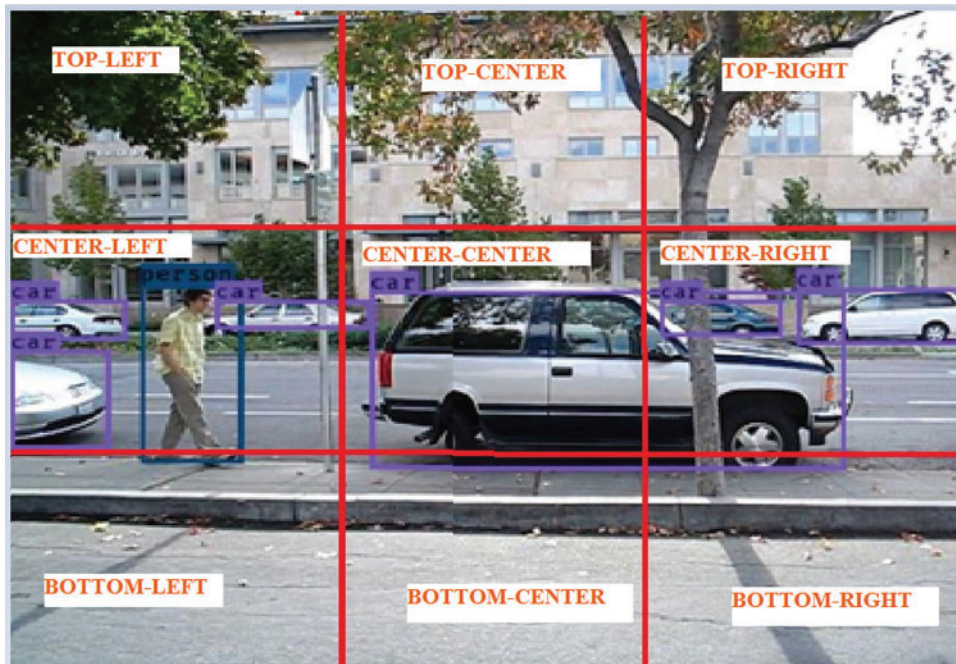 TOP-LEFT
TOP-CENTER
TOP-RIGHT
CENTER-LEFT
CENTER-CENTER
CENTER-RIGHT
person
car
car
car
car
car
car
BOTTOM-LEFT
BOTTOM-CENTER
BOTTOM-RIGHT